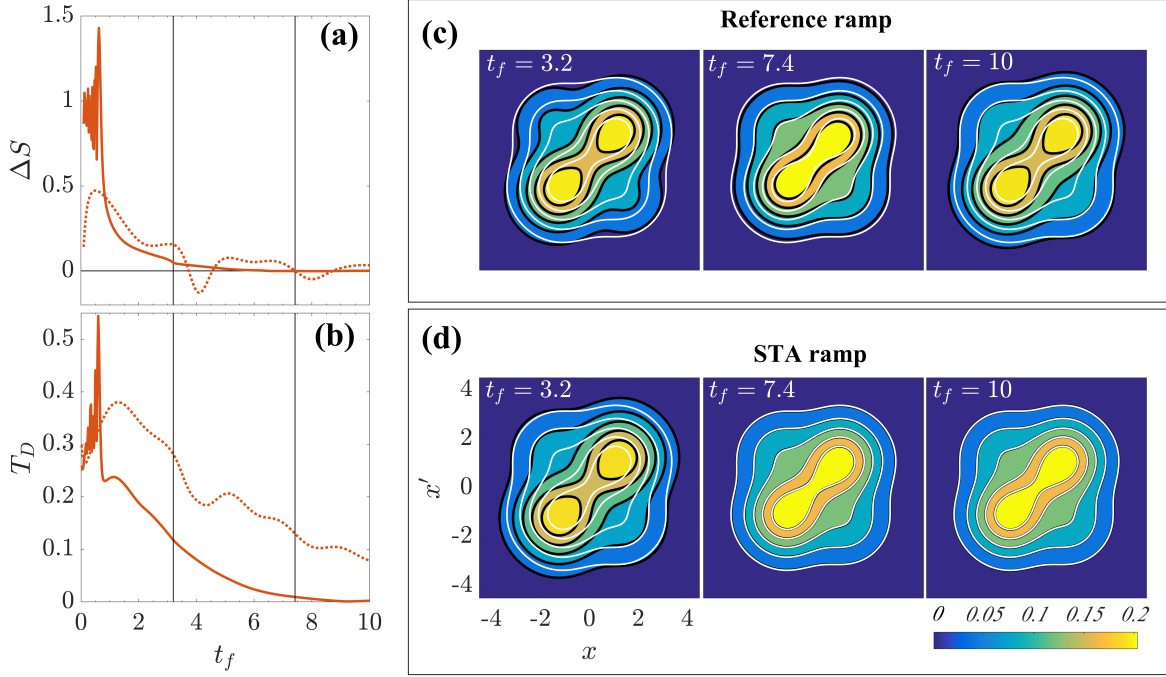 (a)
1.5
1
0.5
0
ΔS
(b)
0.5
0.4
0.3
0.2
0.1
0
T_D
0 2 4 6 8 10
t_f
(c)
Reference ramp
t_f = 3.2
t_f = 7.4
t_f = 10
(d)
STA ramp
t_f = 3.2
t_f = 7.4
t_f = 10
4
2
0
-2
-4
x′
-4 -2 0 2 4
x
0 0.05 0.1 0.15 0.2